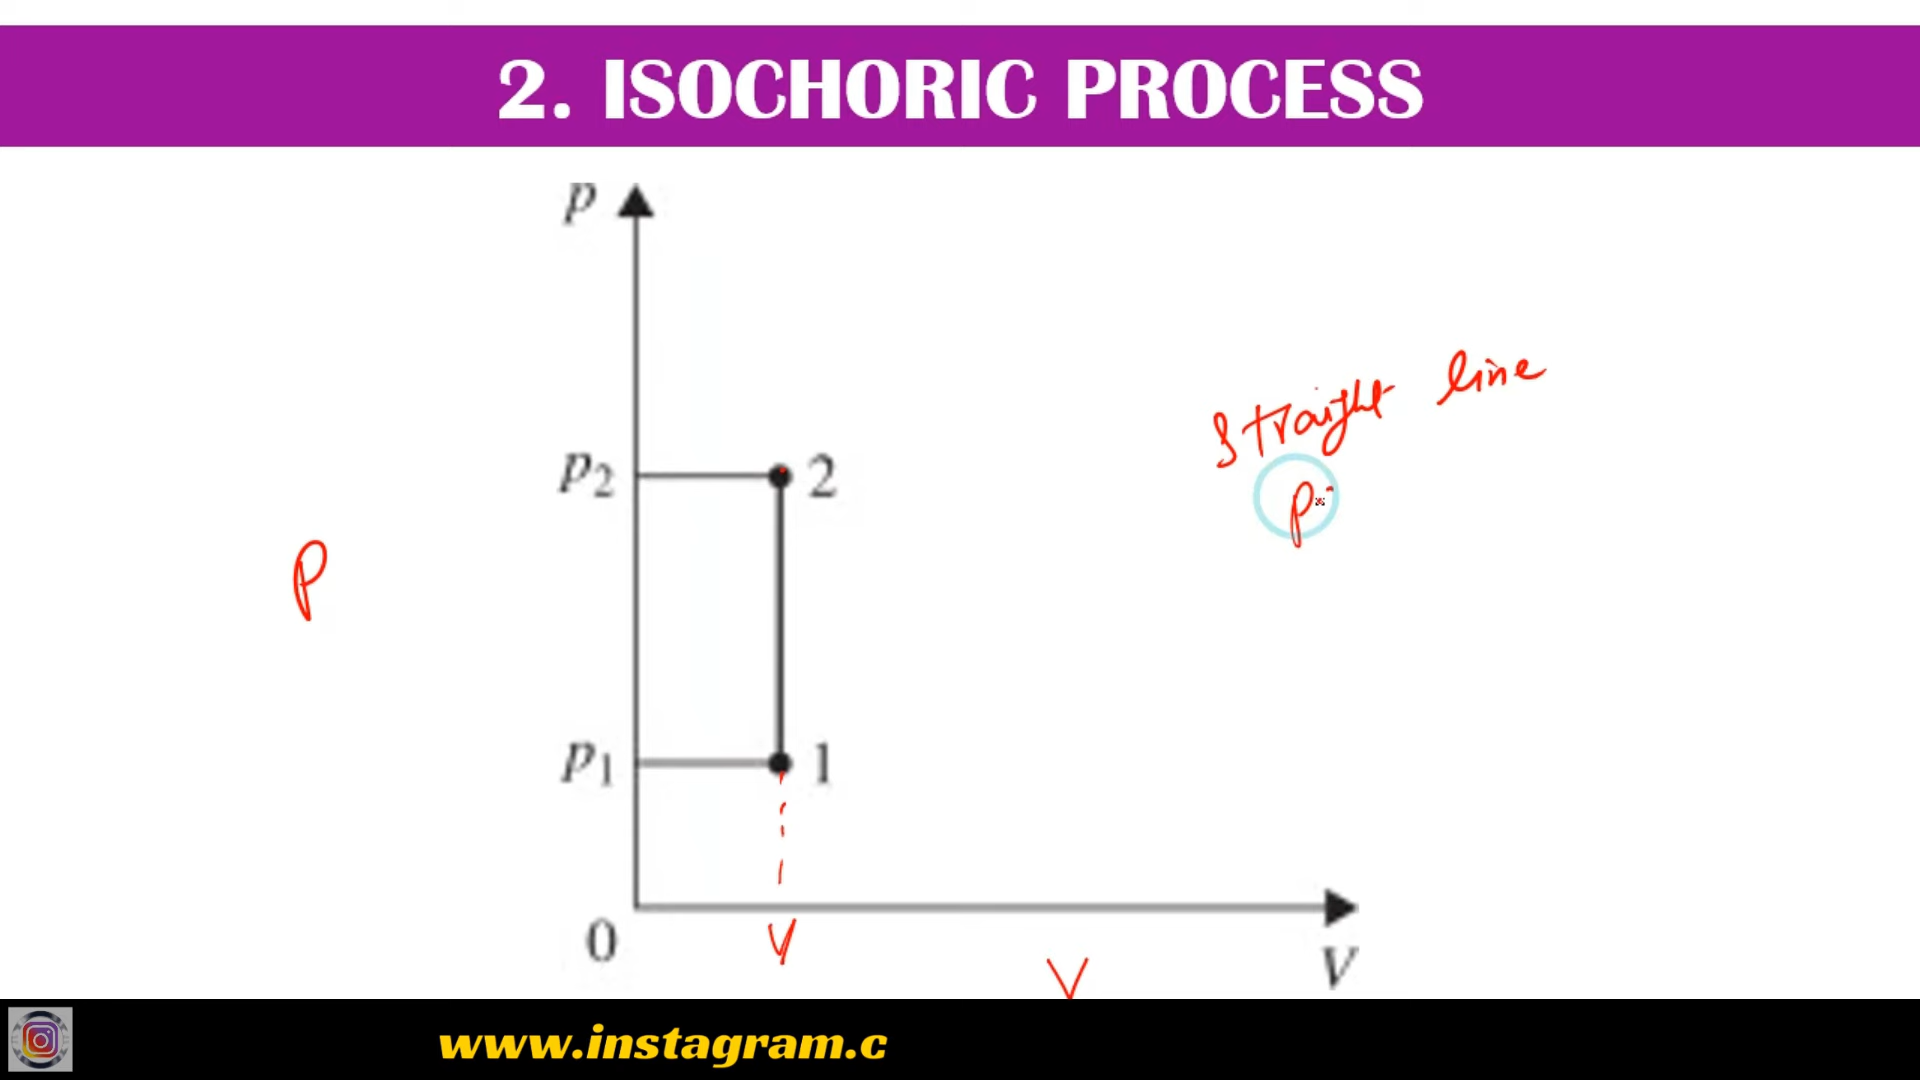 2. ISOCHORIC PROCESS
p
straight line
p2
2
P
P
p1
1
0
V
V
www.instagram.c